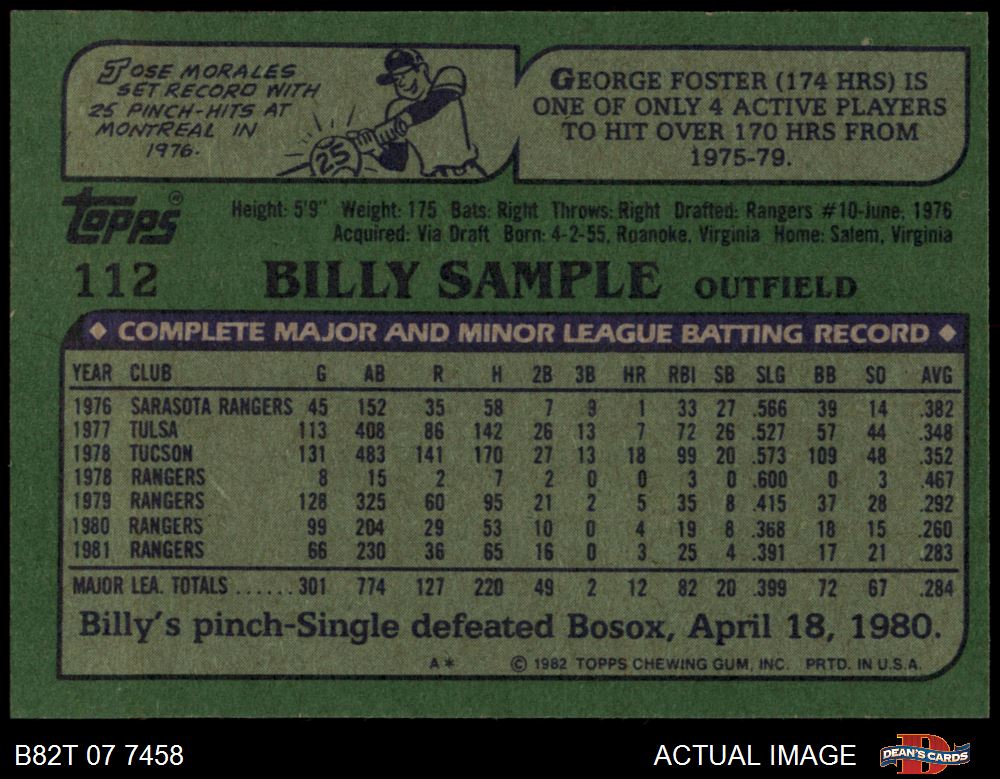 JOSE MORALES
SET RECORD WITH
25 PINCH-HITS AT
MONTREAL IN
1976.
25
GEORGE FOSTER (174 HRS) IS
ONE OF ONLY 4 ACTIVE PLAYERS
TO HIT OVER 170 HRS FROM
1975-79.
topps®
Height: 5'9" Weight: 175 Bats: Right Throws: Right Drafted: Rangers #10-June, 1976
Acquired: Via Draft Born: 4-2-55, Roanoke, Virginia Home: Salem, Virginia
112 BILLY SAMPLE OUTFIELD
◆ COMPLETE MAJOR AND MINOR LEAGUE BATTING RECORD ◆
YEAR CLUB G AB R H 2B 3B HR RBI SB SLG BB SO AVG
1976 SARASOTA RANGERS 45 152 35 58 7 9 1 33 27 .566 39 14 .382
1977 TULSA 113 408 86 142 26 13 7 72 26 .527 57 44 .348
1978 TUCSON 131 483 141 170 27 13 18 99 20 .573 109 48 .352
1978 RANGERS 8 15 2 7 2 0 0 3 0 .600 0 3 .467
1979 RANGERS 128 325 60 95 21 2 5 35 8 .415 37 28 .292
1980 RANGERS 99 204 29 53 10 0 4 19 8 .368 18 15 .260
1981 RANGERS 66 230 36 65 16 0 3 25 4 .391 17 21 .283
MAJOR LEA. TOTALS ...... 301 774 127 220 49 2 12 82 20 .399 72 67 .284
Billy's pinch-Single defeated Bosox, April 18, 1980.
A* © 1982 TOPPS CHEWING GUM, INC. PRTD. IN U.S.A.
B82T 07 7458 ACTUAL IMAGE DEAN'S CARDS